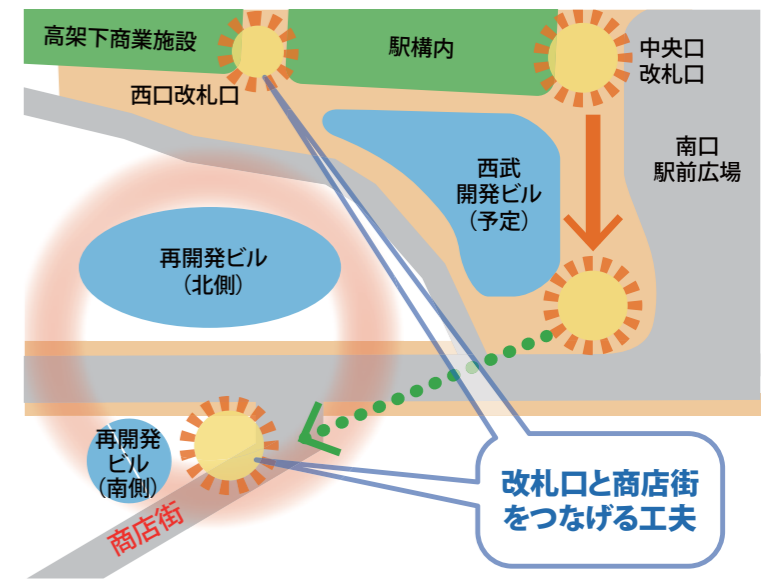 高架下商業施設
駅構内
中央口
改札口
西口改札口
南口
駅前広場
西武
開発ビル
（予定）
再開発ビル
（北側）
再開発
ビル
（南側）
商店街
改札口と商店街
をつなげる工夫